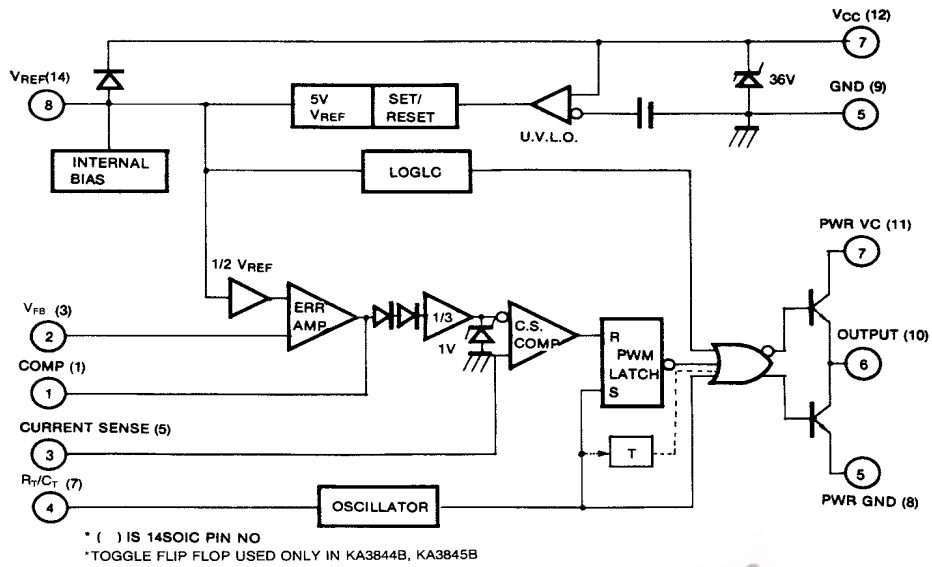 VCC (12)
7
VREF(14)
8
36V
GND (9)
5
5V
VREF
SET/
RESET
U.V.L.O.
INTERNAL
BIAS
LOGLC
PWR VC (11)
7
1/2 VREF
VFB (3)
2
ERR
AMP
1/3
1V
C.S.
COMP
R
PWM
LATCH
S
OUTPUT (10)
6
COMP (1)
1
CURRENT SENSE (5)
3
T
5
PWR GND (8)
RT/CT (7)
4
OSCILLATOR
* ( ) IS 14SOIC PIN NO
*TOGGLE FLIP FLOP USED ONLY IN KA3844B, KA3845B